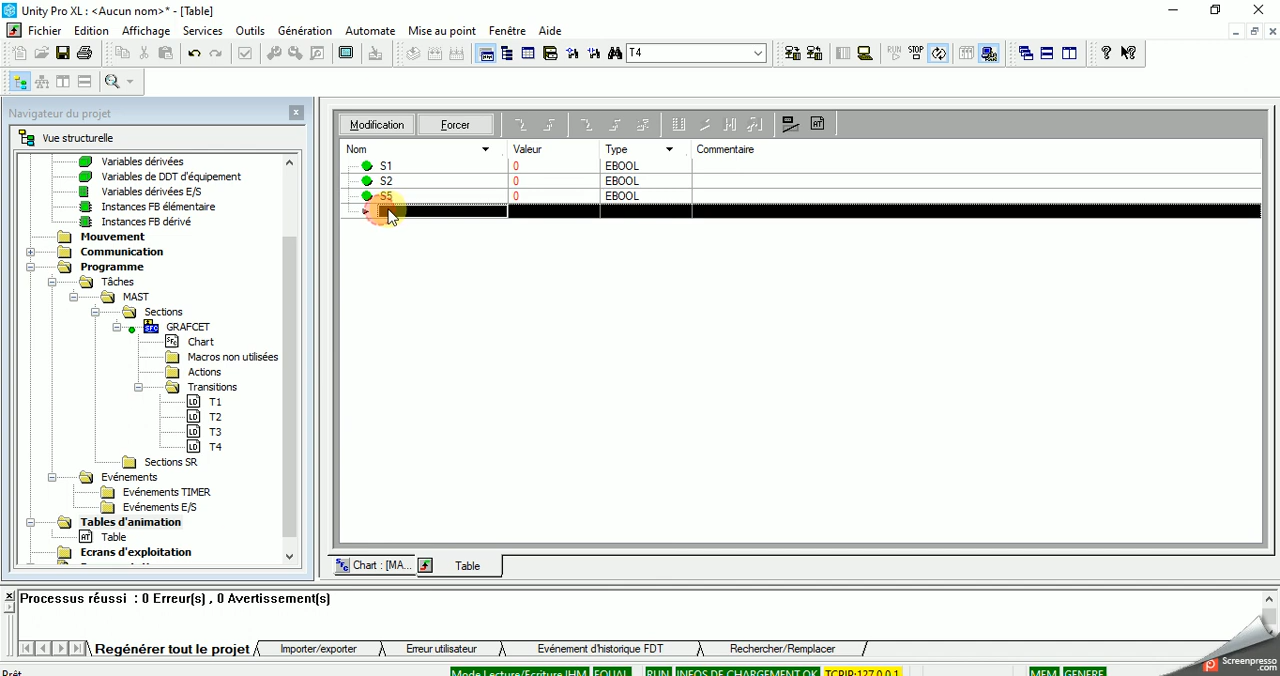 Unity Pro XL : <Aucun nom>* - [Table]
Fichier Edition Affichage Services Outils Génération Automate Mise au point Fenêtre Aide
T4
RUN STOP
Navigateur du projet
Vue structurelle
Variables dérivées
Variables de DDT d'équipement
Variables dérivées E/S
Instances FB élémentaire
Instances FB dérivé
Mouvement
Communication
Programme
Tâches
MAST
Sections
GRAFCET
Chart
Macros non utilisées
Actions
Transitions
T1
T2
T3
T4
Sections SR
Evénements
Evénements TIMER
Evénements E/S
Tables d'animation
Table
Ecrans d'exploitation
Modification Forcer
Nom Valeur Type Commentaire
S1 0 EBOOL
S2 0 EBOOL
S5 0 EBOOL
Chart : [MA... Table
Processus réussi : 0 Erreur(s) , 0 Avertissement(s)
Regénérer tout le projet Importer/exporter Erreur utilisateur Evénement d'historique FDT Rechercher/Remplacer
Prêt Mode Lecture/Ecriture IHM EQUAL RUN INFOS DE CHARGEMENT OK TCPIP:127.0.0.1 MEM GENERE
Screenpresso
.com